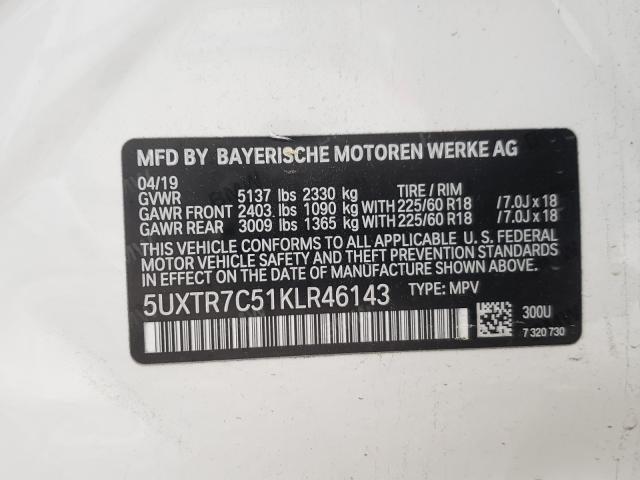 MFD BY BAYERISCHE MOTOREN WERKE AG
04/19
GVWR 5137 lbs 2330 kg TIRE / RIM
GAWR FRONT 2403 lbs 1090 kg WITH 225/60 R18 /7.0J x 18
GAWR REAR 3009 lbs 1365 kg WITH 225/60 R18 /7.0J x 18
THIS VEHICLE CONFORMS TO ALL APPLICABLE U. S. FEDERAL
MOTOR VEHICLE SAFETY AND THEFT PREVENTION STANDARDS
IN EFFECT ON THE DATE OF MANUFACTURE SHOWN ABOVE.
5UXTR7C51KLR46143 TYPE: MPV
300U
7 320 730